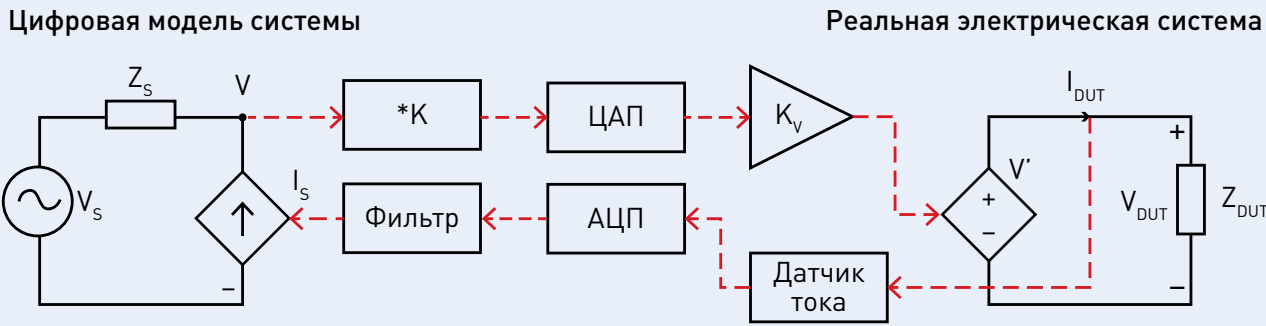 Цифровая модель системы
Реальная электрическая система
Z_S
V
*K
ЦАП
K_V
I_DUT
+
V_S
I_S
Фильтр
АЦП
V’
+
–
V_DUT
Z_DUT
–
Датчик
тока
–